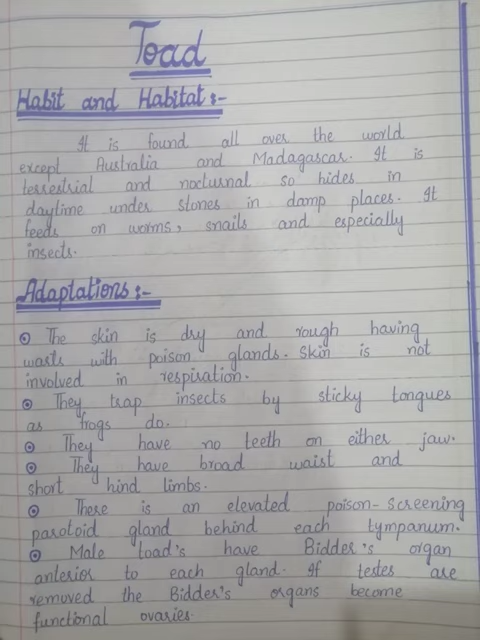 Toad
Habit and Habitat :-
It is found all over the world
except Australia and Madagascar. It is
terrestrial and nocturnal so hides in
daytime under stones in damp places. It
feeds on worms, snails and especially
insects.
Adaptations :-
The skin is dry and rough having
warts with poison glands. Skin is not
involved in respiration.
They trap insects by sticky tongues
as frogs do.
They have no teeth on either jaw.
They have broad waist and
short hind limbs.
There is an elevated poison-screening
parotoid gland behind each tympanum.
Male toad's have Bidder's organ
anterior to each gland. If testes are
removed the Bidder's organs become
functional ovaries.